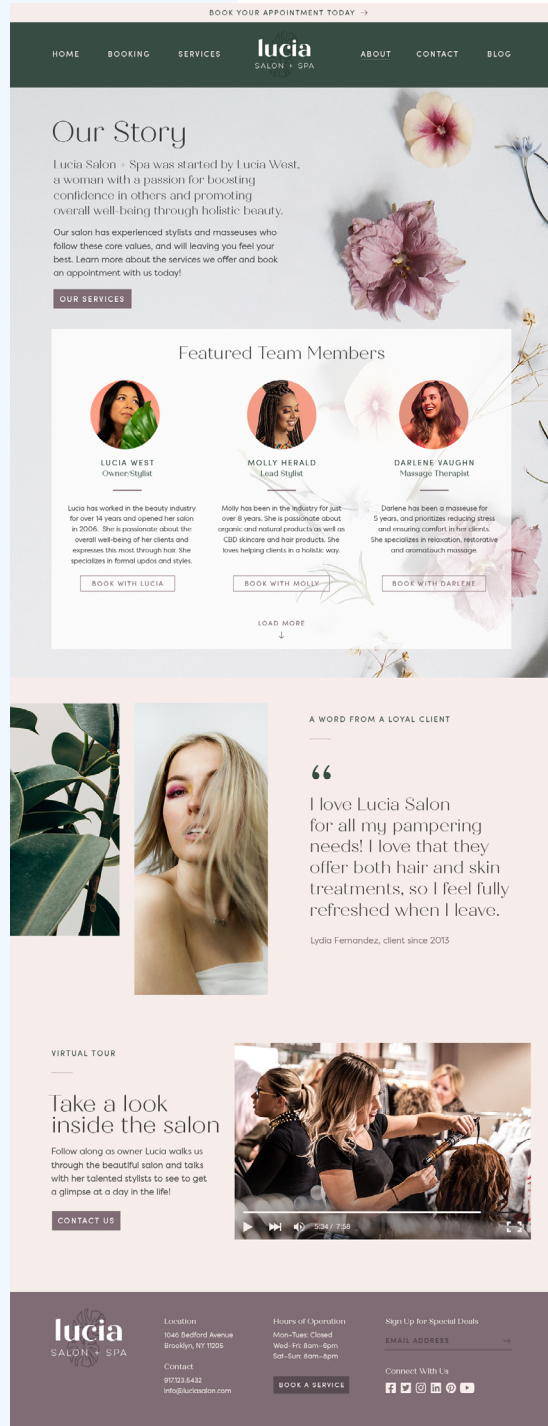 BOOK YOUR APPOINTMENT TODAY →
HOME
BOOKING
SERVICES
lucia
SALON + SPA
ABOUT
CONTACT
BLOG
Our Story
Lucia Salon + Spa was started by Lucia West,
a woman with a passion for boosting
confidence in others and promoting
overall well-being through holistic beauty.
Our salon has experienced stylists and masseuses who
follow these core values, and will leaving you feel your
best. Learn more about the services we offer and book
an appointment with us today!
OUR SERVICES
Featured Team Members
LUCIA WEST
Owner/Stylist
Lucia has worked in the beauty industry
for over 14 years and opened her salon
in 2006. She is passionate about the
overall well-being of her clients and
expresses this most through hair. She
specializes in formal updos and styles.
BOOK WITH LUCIA
MOLLY HERALD
Lead Stylist
Molly has been in the industry for just
over 8 years. She is passionate about
organic and natural products as well as
CBD skincare and hair products. She
loves helping clients in a holistic way.
BOOK WITH MOLLY
DARLENE VAUGHN
Massage Therapist
Darlene has been a masseuse for
5 years, and prioritizes reducing stress
and ensuring comfort in her clients.
She specializes in relaxation, restorative
and aromatouch massage.
BOOK WITH DARLENE
LOAD MORE
↓
A WORD FROM A LOYAL CLIENT
“
I love Lucia Salon
for all my pampering
needs! I love that they
offer both hair and skin
treatments, so I feel fully
refreshed when I leave.
Lydia Fernandez, client since 2013
VIRTUAL TOUR
Take a look
inside the salon
Follow along as owner Lucia walks us
through the beautiful salon and talks
with her talented stylists to see to get
a glimpse at a day in the life!
CONTACT US
5:34 / 7:58
lucia
SALON + SPA
Location
1046 Bedford Avenue
Brooklyn, NY 11205
Contact
917.123.5432
info@luciasalon.com
Hours of Operation
Mon-Tues: Closed
Wed-Fri: 8am-6pm
Sat-Sun: 8am-8pm
BOOK A SERVICE
Sign Up for Special Deals
EMAIL ADDRESS →
Connect With Us